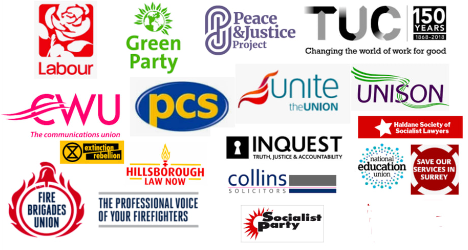 Labour
Green
Party
Peace
&Justice
Project
TUC
150
YEARS
1868-2018
Changing the world of work for good
CWU
The communications union
pcs
unite
theUNION
UNISON
Haldane Society of
Socialist Lawyers
extinction
rebellion
HILLSBOROUGH
LAW NOW
INQUEST
TRUTH, JUSTICE & ACCOUNTABILITY
national
education
union
SAVE OUR
SERVICES IN
SURREY
FIRE
BRIGADES
UNION
THE PROFESSIONAL VOICE
OF YOUR FIREFIGHTERS
collins
SOLICITORS
Socialist
Party